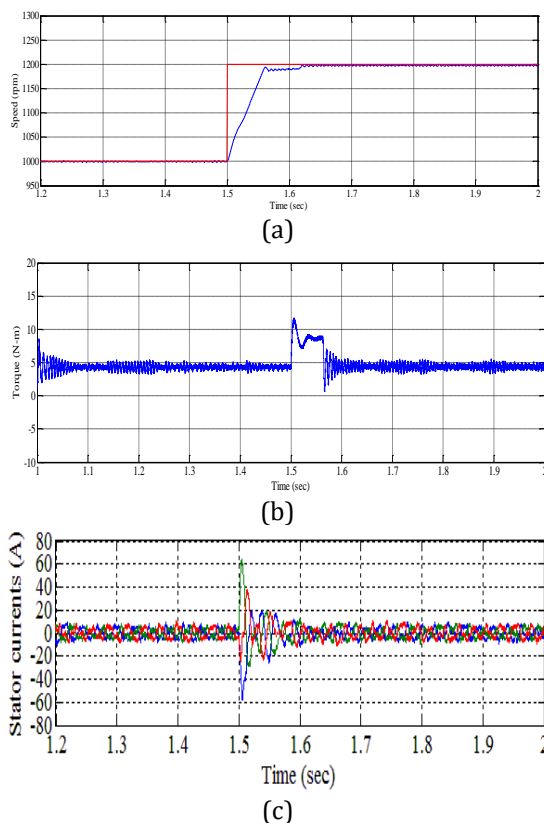 1300
1250
1200
1150
1100
1050
1000
950
Speed (rpm)
1.2 1.3 1.4 1.5 1.6 1.7 1.8 1.9 2
Time (sec)
(a)
20
15
10
5
0
-5
-10
Torque (N-m)
1 1.1 1.2 1.3 1.4 1.5 1.6 1.7 1.8 1.9 2
Time (sec)
(b)
80
60
40
20
0
-20
-40
-60
-80
Stator currents (A)
1.2 1.3 1.4 1.5 1.6 1.7 1.8 1.9 2
Time (sec)
(c)